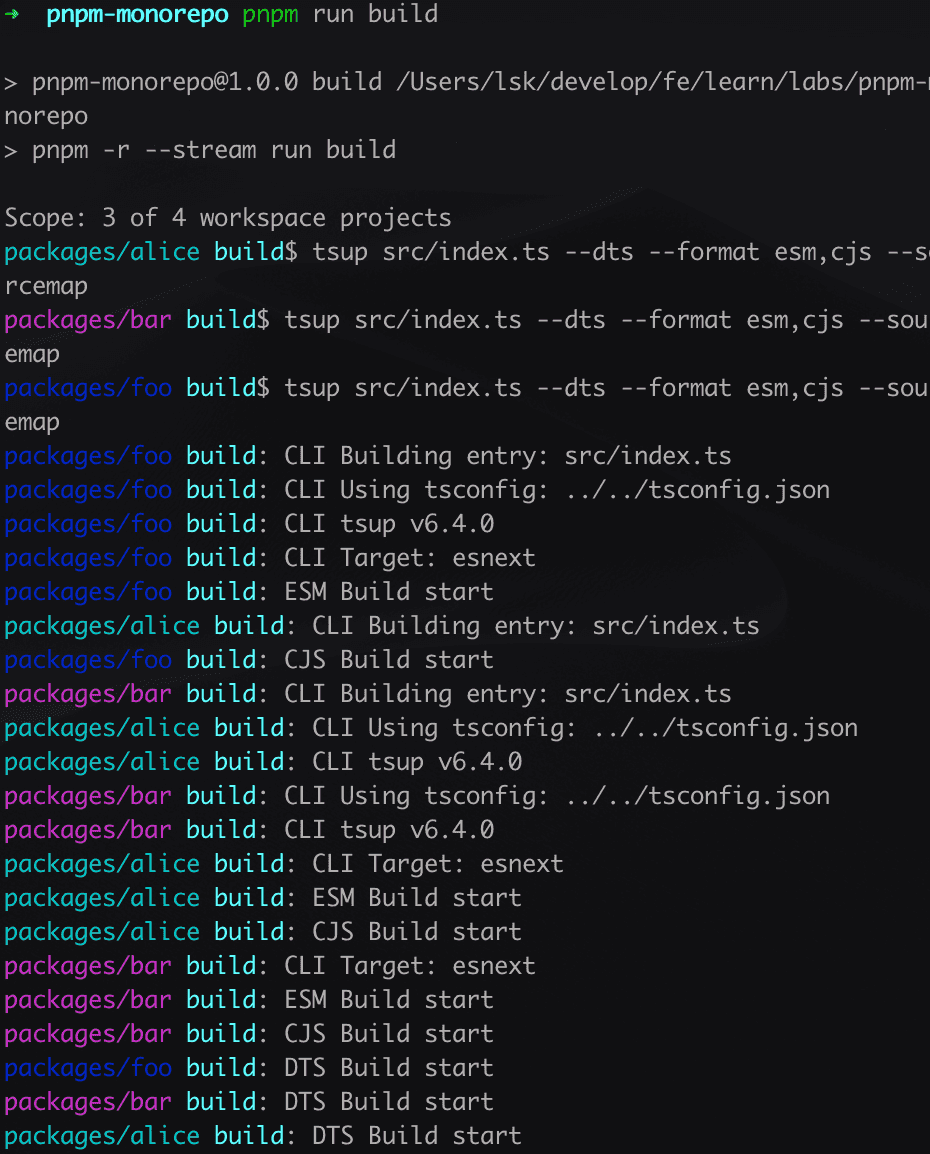 ➜  pnpm-monorepo pnpm run build

> pnpm-monorepo@1.0.0 build /Users/lsk/develop/fe/learn/labs/pnpm-
norepo
> pnpm -r --stream run build

Scope: 3 of 4 workspace projects
packages/alice build$ tsup src/index.ts --dts --format esm,cjs --so
rcemap
packages/bar build$ tsup src/index.ts --dts --format esm,cjs --sou
emap
packages/foo build$ tsup src/index.ts --dts --format esm,cjs --sou
emap
packages/foo build: CLI Building entry: src/index.ts
packages/foo build: CLI Using tsconfig: ../../tsconfig.json
packages/foo build: CLI tsup v6.4.0
packages/foo build: CLI Target: esnext
packages/foo build: ESM Build start
packages/alice build: CLI Building entry: src/index.ts
packages/foo build: CJS Build start
packages/bar build: CLI Building entry: src/index.ts
packages/alice build: CLI Using tsconfig: ../../tsconfig.json
packages/alice build: CLI tsup v6.4.0
packages/bar build: CLI Using tsconfig: ../../tsconfig.json
packages/bar build: CLI tsup v6.4.0
packages/alice build: CLI Target: esnext
packages/alice build: ESM Build start
packages/alice build: CJS Build start
packages/bar build: CLI Target: esnext
packages/bar build: ESM Build start
packages/bar build: CJS Build start
packages/foo build: DTS Build start
packages/bar build: DTS Build start
packages/alice build: DTS Build start